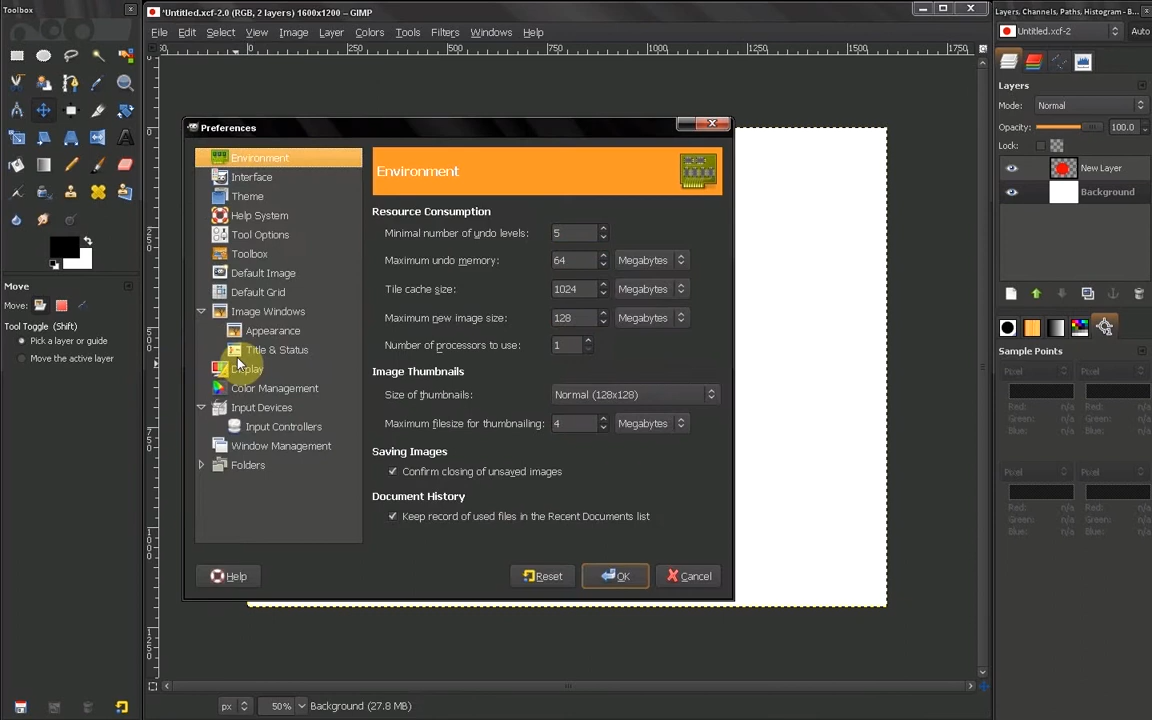 Toolbox
*Untitled.xcf-2.0 (RGB, 2 layers) 1600x1200 – GIMP
Layers, Channels, Paths, Histogram - B...
File Edit Select View Image Layer Colors Tools Filters Windows Help
Untitled.xcf-2
Auto
0 250 500 750 1000 1250 1500 1750
Layers
Mode: Normal
Opacity: 100.0
Lock:
New Layer
Background
Preferences
Environment
Interface
Theme
Help System
Tool Options
Toolbox
Default Image
Default Grid
Image Windows
Appearance
Title & Status
Display
Color Management
Input Devices
Input Controllers
Window Management
Folders
Environment
Resource Consumption
Minimal number of undo levels: 5
Maximum undo memory: 64 Megabytes
Tile cache size: 1024 Megabytes
Maximum new image size: 128 Megabytes
Number of processors to use: 1
Image Thumbnails
Size of thumbnails: Normal (128x128)
Maximum filesize for thumbnailing: 4 Megabytes
Saving Images
Confirm closing of unsaved images
Document History
Keep record of used files in the Recent Documents list
Help Reset OK Cancel
Move
Move:
Tool Toggle (Shift)
Pick a layer or guide
Move the active layer
Sample Points
Pixel Pixel
Red: n/a Red: n/a
Green: n/a Green: n/a
Blue: n/a Blue: n/a
Pixel Pixel
Red: n/a Red: n/a
Green: n/a Green: n/a
Blue: n/a Blue: n/a
px 50% Background (27.8 MB)